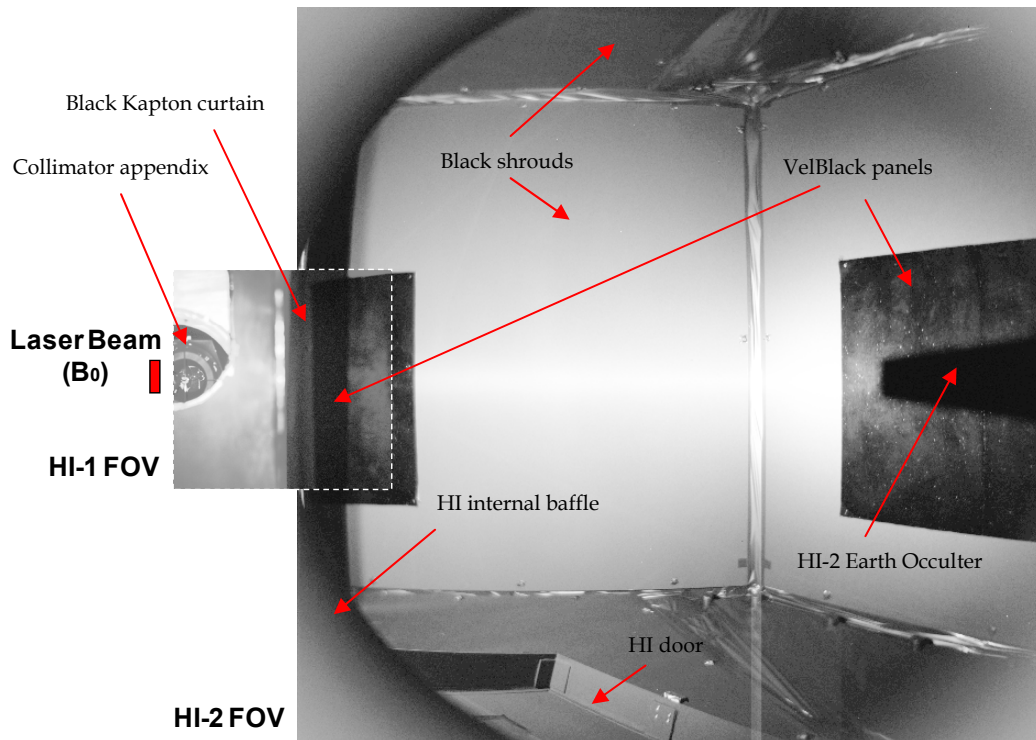 Black Kapton curtain
Collimator appendix
Black shrouds
VelBlack panels
Laser Beam
(B₀)
HI-1 FOV
HI internal baffle
HI-2 Earth Occulter
HI door
HI-2 FOV